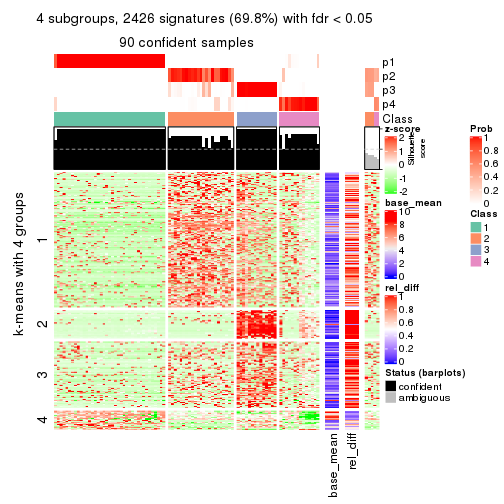 4 subgroups, 2426 signatures (69.8%) with fdr < 0.05
90 confident samples
p1
p2
p3
p4
Class
z-score
2
1
0
-1
-2
Silhouette
score
base_mean
10
8
6
4
2
0
rel_diff
1
0.8
0.6
0.4
0.2
0
Status (barplots)
confident
ambiguous
Prob
1
0.8
0.6
0.4
0.2
0
Class
1
2
3
4
k-means with 4 groups
1
2
3
4
base_mean
rel_diff